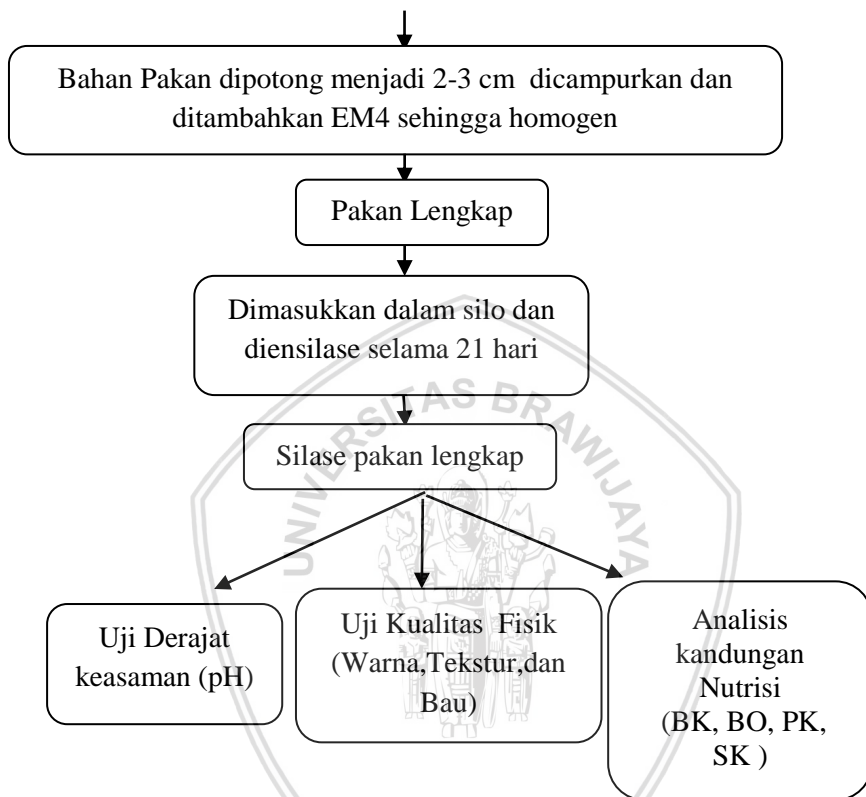 Bahan Pakan dipotong menjadi 2-3 cm  dicampurkan dan
ditambahkan EM4 sehingga homogen
Pakan Lengkap
Dimasukkan dalam silo dan
diensilase selama 21 hari
UNIVERSITAS BRAWIJAYA
Silase pakan lengkap
Uji Derajat
keasaman (pH)
Uji Kualitas  Fisik
(Warna,Tekstur,dan
Bau)
Analisis
kandungan
Nutrisi
(BK, BO, PK,
SK )